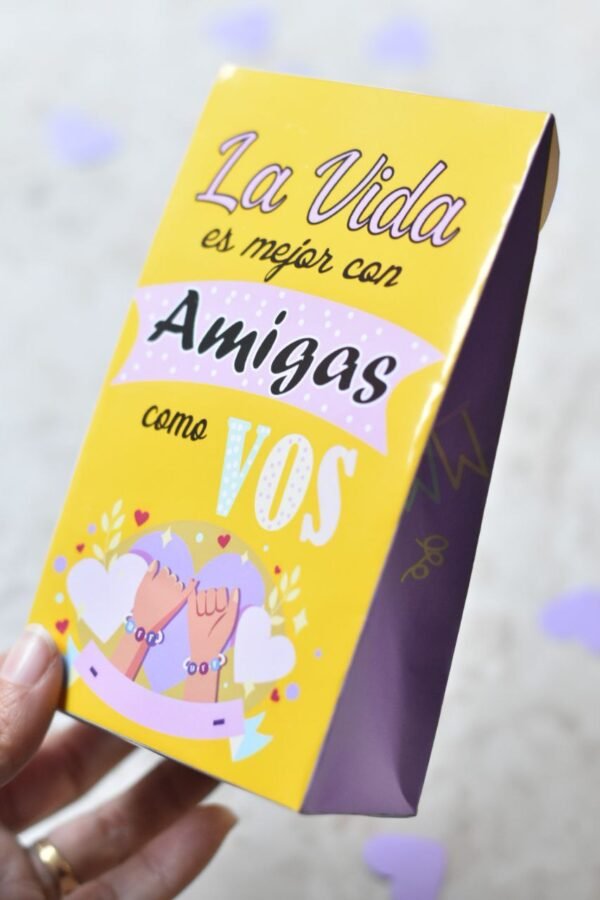 La Vida
es mejor con
Amigas
como VOS